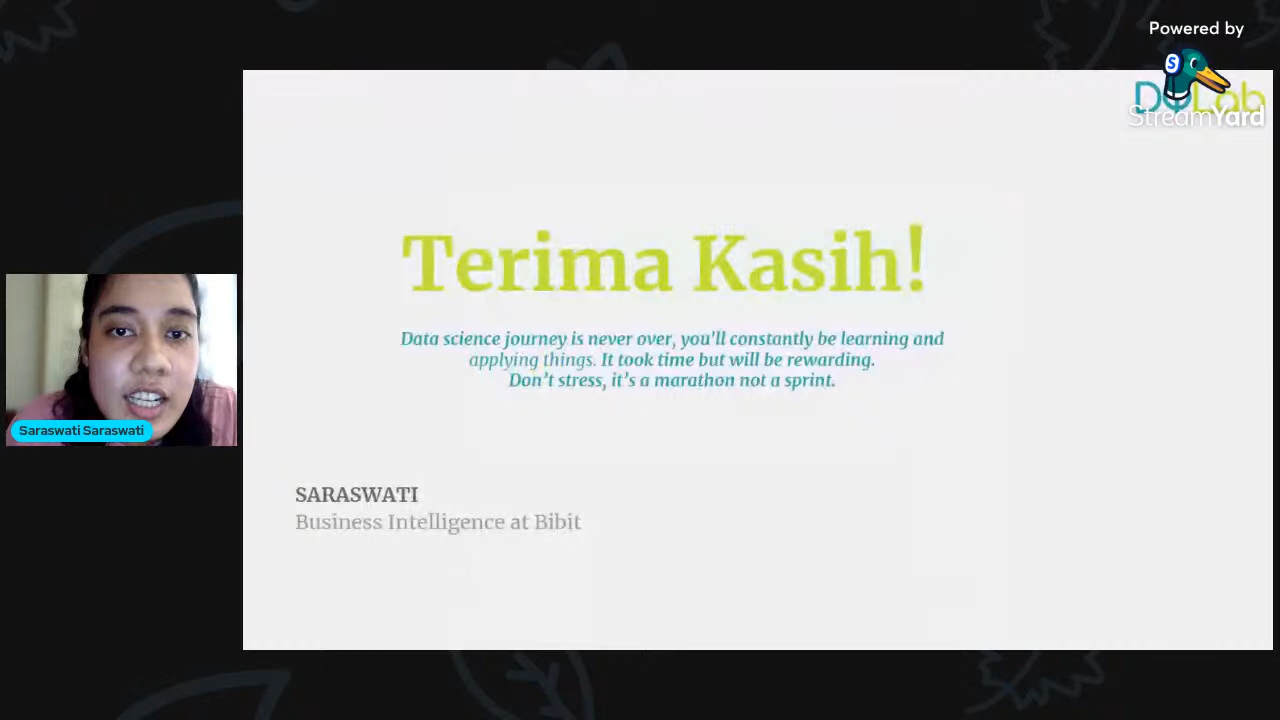 Powered by
DQLab
StreamYard
Terima Kasih!
Data science journey is never over, you'll constantly be learning and
applying things. It took time but will be rewarding.
Don't stress, it's a marathon not a sprint.
Saraswati Saraswati
SARASWATI
Business Intelligence at Bibit